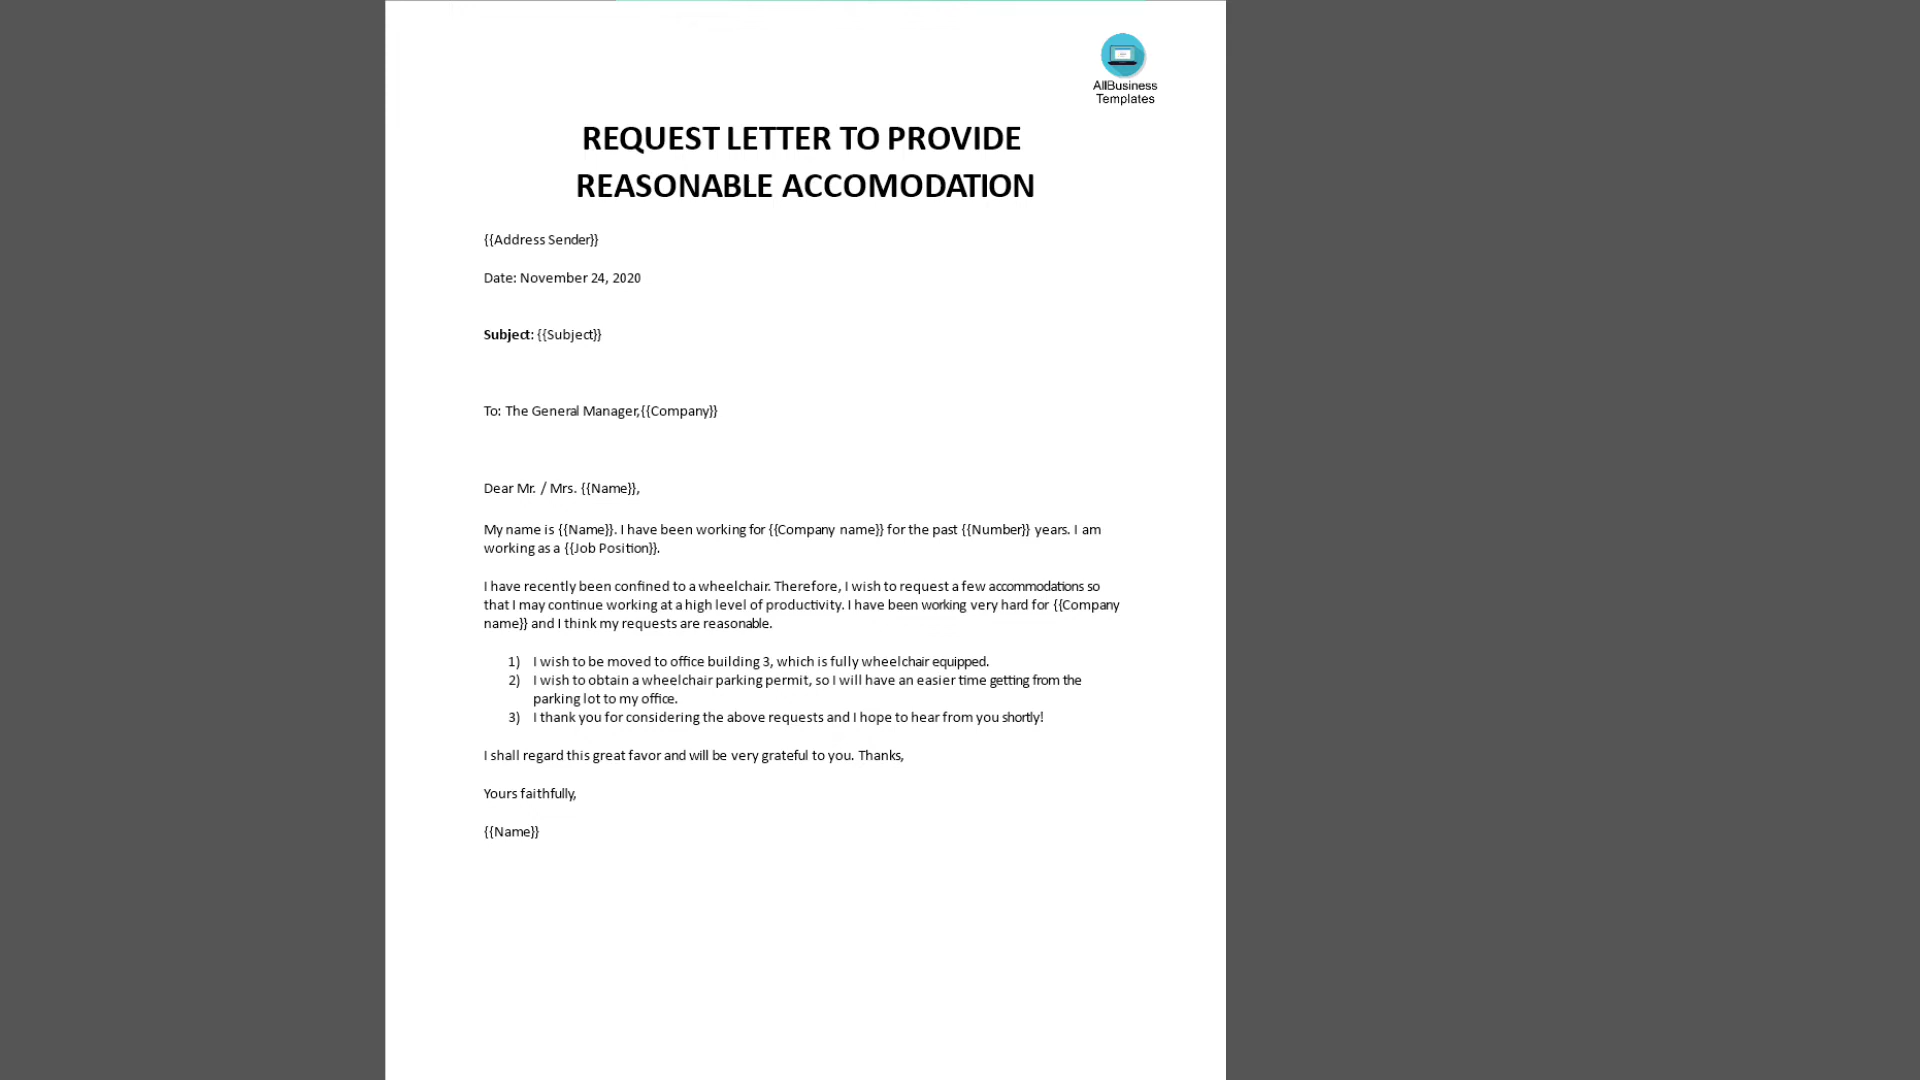 AllBusiness
Templates
REQUEST LETTER TO PROVIDE
REASONABLE ACCOMODATION
{{Address Sender}}
Date: November 24, 2020
Subject: {{Subject}}
To: The General Manager,{{Company}}
Dear Mr. / Mrs. {{Name}},
My name is {{Name}}. I have been working for {{Company name}} for the past {{Number}} years. I am
working as a {{Job Position}}.
I have recently been confined to a wheelchair. Therefore, I wish to request a few accommodations so
that I may continue working at a high level of productivity. I have been working very hard for {{Company
name}} and I think my requests are reasonable.
1) I wish to be moved to office building 3, which is fully wheelchair equipped.
2) I wish to obtain a wheelchair parking permit, so I will have an easier time getting from the
parking lot to my office.
3) I thank you for considering the above requests and I hope to hear from you shortly!
I shall regard this great favor and will be very grateful to you. Thanks,
Yours faithfully,
{{Name}}